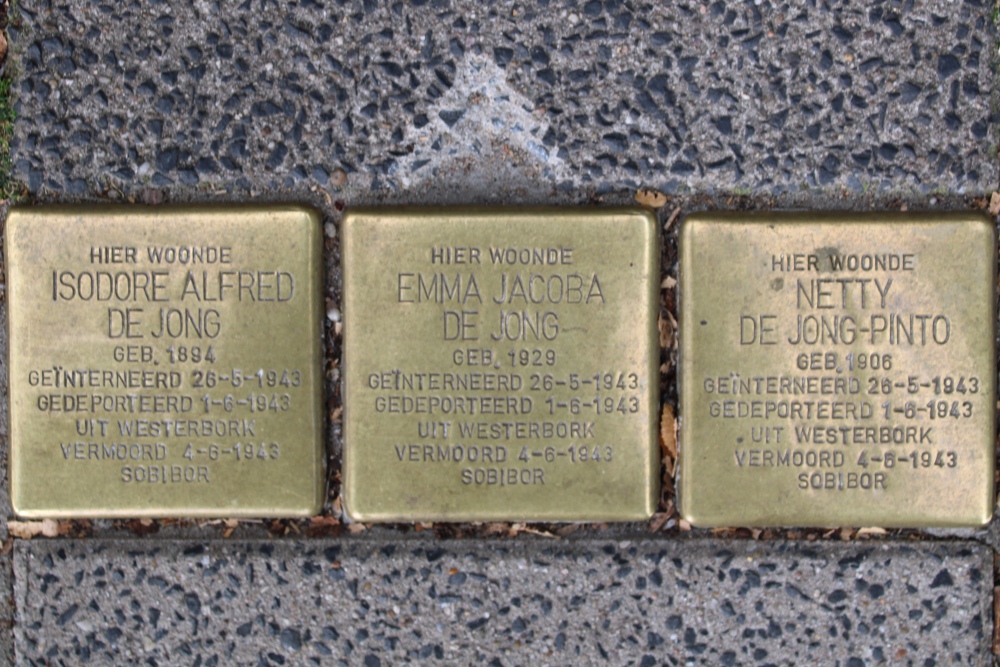 HIER WOONDE
ISODORE ALFRED
DE JONG
GEB. 1894
GEÏNTERNEERD 26-5-1943
GEDEPORTEERD 1-6-1943
UIT WESTERBORK
VERMOORD 4-6-1943
SOBIBOR
HIER WOONDE
EMMA JACOBA
DE JONG
GEB. 1929
GEÏNTERNEERD 26-5-1943
GEDEPORTEERD 1-6-1943
UIT WESTERBORK
VERMOORD 4-6-1943
SOBIBOR
HIER WOONDE
NETTY
DE JONG-PINTO
GEB. 1906
GEÏNTERNEERD 26-5-1943
GEDEPORTEERD 1-6-1943
UIT WESTERBORK
VERMOORD 4-6-1943
SOBIBOR